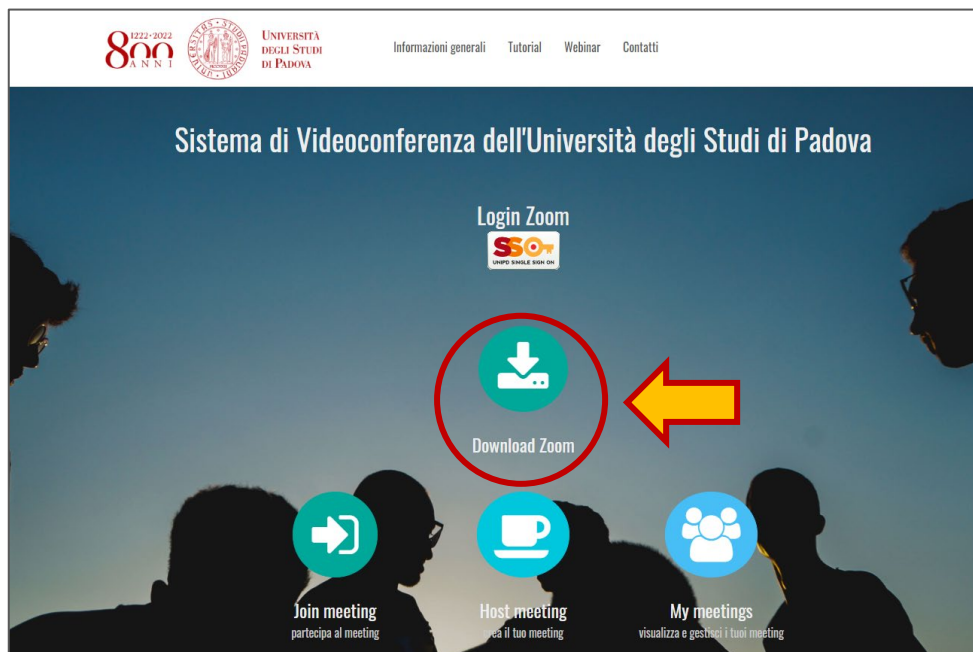 1222·2022
800
ANNI
UNIVERSITÀ
DEGLI STUDI
DI PADOVA
Informazioni generali Tutorial Webinar Contatti
Sistema di Videoconferenza dell'Università degli Studi di Padova
Login Zoom
SSO
UNIPD SINGLE SIGN ON
Download Zoom
Join meeting
partecipa al meeting
Host meeting
crea il tuo meeting
My meetings
visualizza e gestisci i tuoi meeting